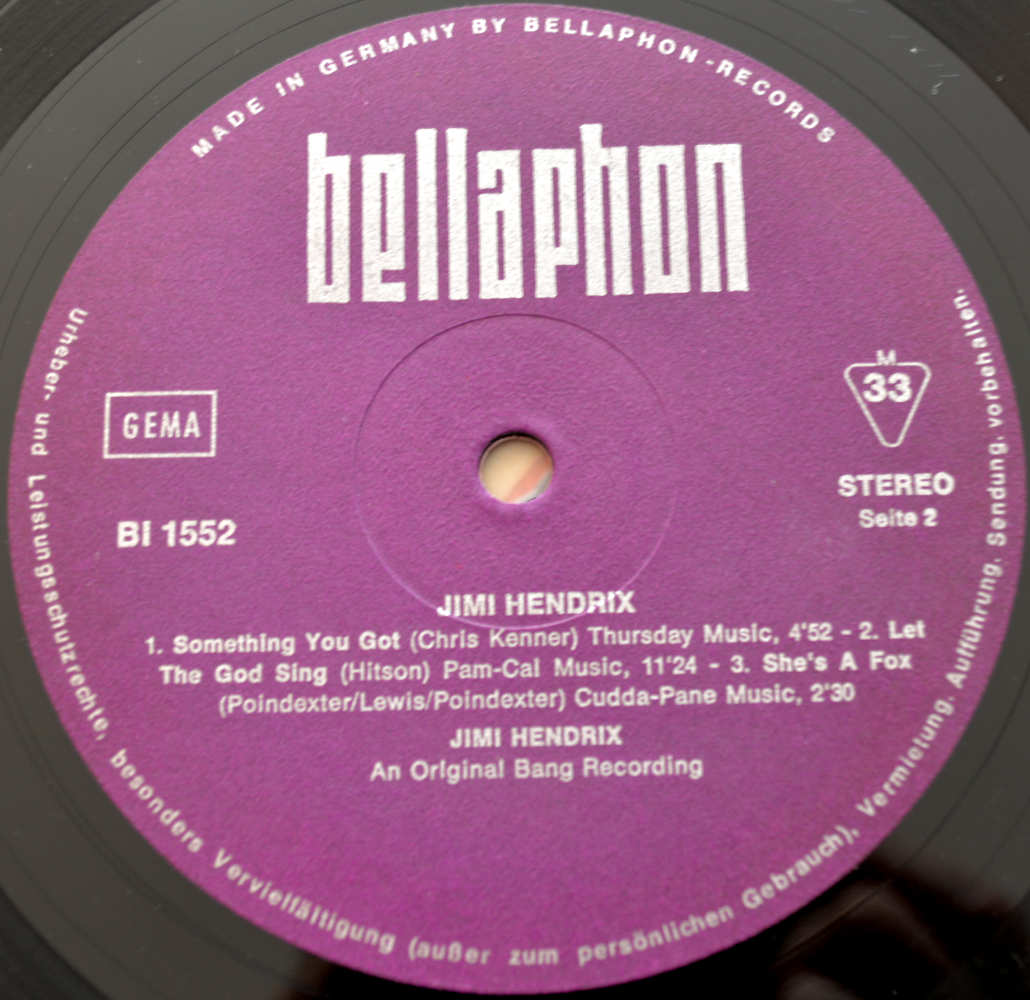 MADE IN GERMANY BY BELLAPHON-RECORDS
bellaphon
GEMA
BI 1552
M
33
STEREO
Seite 2
JIMI HENDRIX
1. Something You Got (Chris Kenner) Thursday Music, 4'52 - 2. Let
The God Sing (Hitson) Pam-Cal Music, 11'24 - 3. She's A Fox
(Poindexter/Lewis/Poindexter) Cudda-Pane Music, 2'30
JIMI HENDRIX
An Original Bang Recording
Urheber- und Leistungsschutzrechte, besonders Vervielfältigung (außer zum persönlichen Gebrauch), Vermietung, Aufführung, Sendung, vorbehalten.